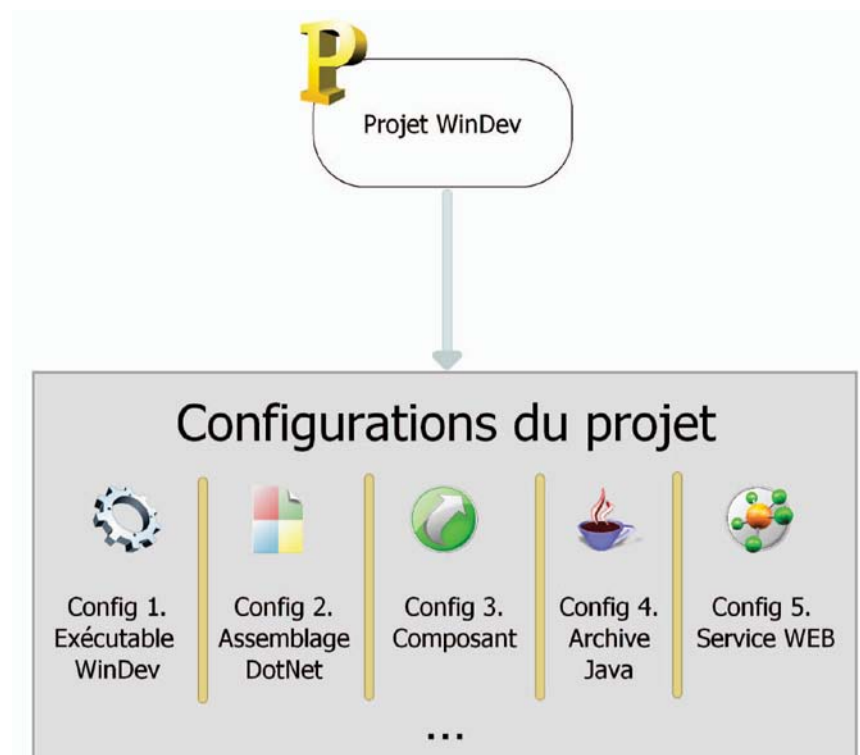 P
Projet WinDev
Configurations du projet
Config 1.
Exécutable
WinDev
Config 2.
Assemblage
DotNet
Config 3.
Composant
Config 4.
Archive
Java
Config 5.
Service WEB
...